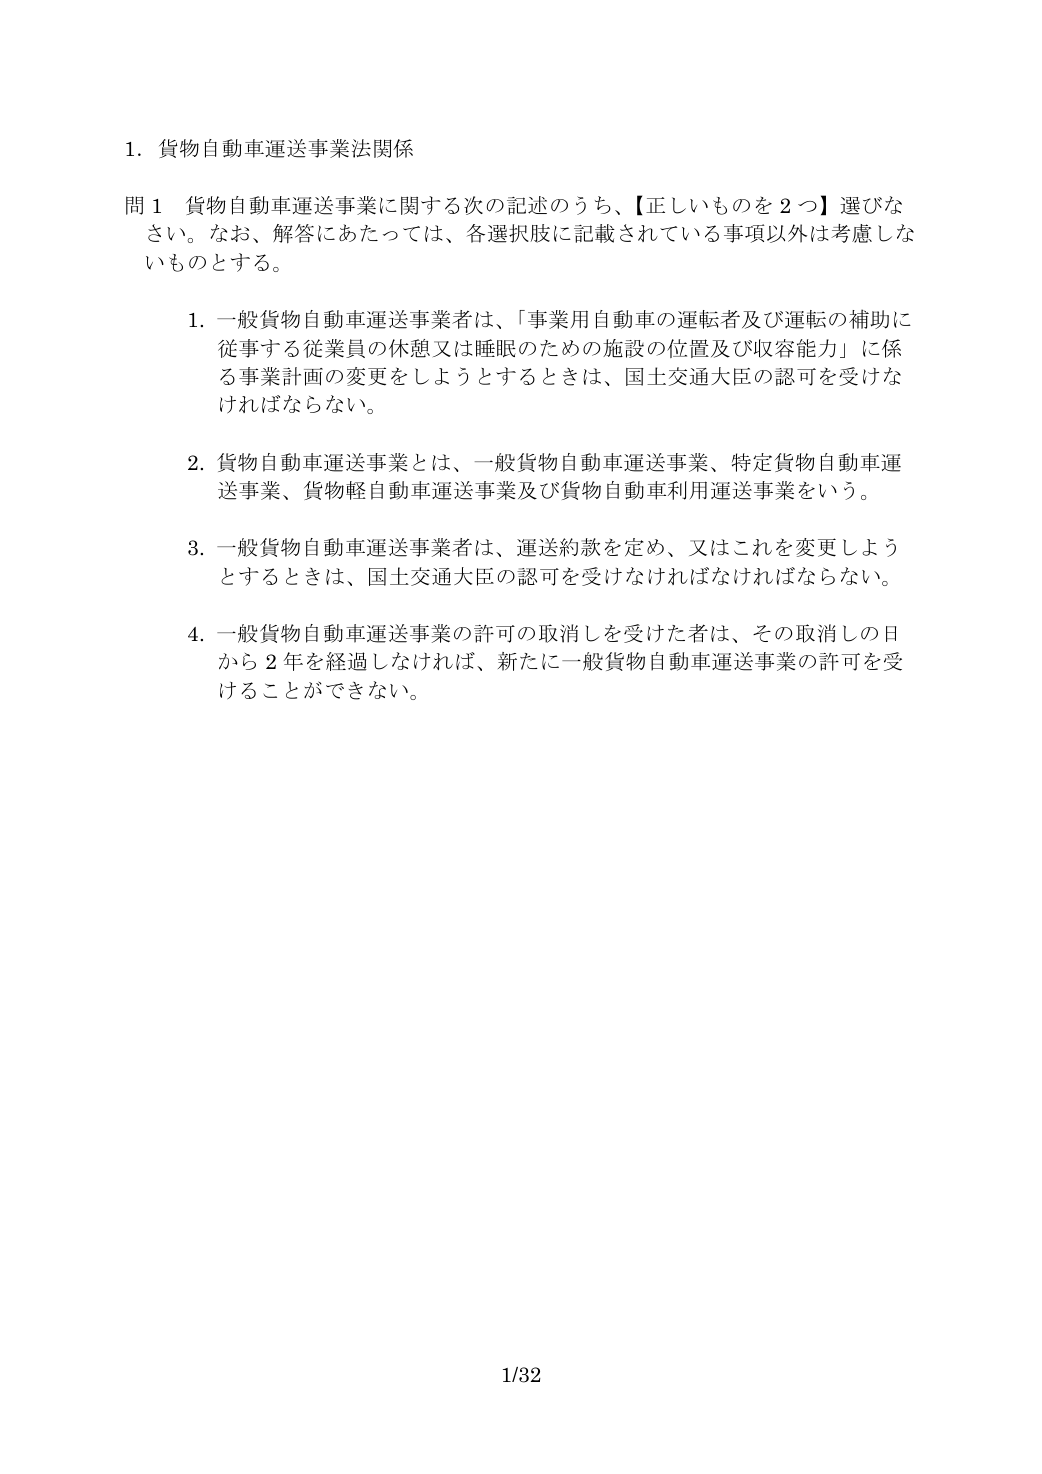 1. 貨物自動車運送事業法関係
問 1　貨物自動車運送事業に関する次の記述のうち、【正しいものを 2 つ】選びな
さい。なお、解答にあたっては、各選択肢に記載されている事項以外は考慮しな
いものとする。
1. 一般貨物自動車運送事業者は、「事業用自動車の運転者及び運転の補助に
従事する従業員の休憩又は睡眠のための施設の位置及び収容能力」に係
る事業計画の変更をしようとするときは、国土交通大臣の認可を受けな
ければならない。
2. 貨物自動車運送事業とは、一般貨物自動車運送事業、特定貨物自動車運
送事業、貨物軽自動車運送事業及び貨物自動車利用運送事業をいう。
3. 一般貨物自動車運送事業者は、運送約款を定め、又はこれを変更しよう
とするときは、国土交通大臣の認可を受けなければなければならない。
4. 一般貨物自動車運送事業の許可の取消しを受けた者は、その取消しの日
から 2 年を経過しなければ、新たに一般貨物自動車運送事業の許可を受
けることができない。
1/32